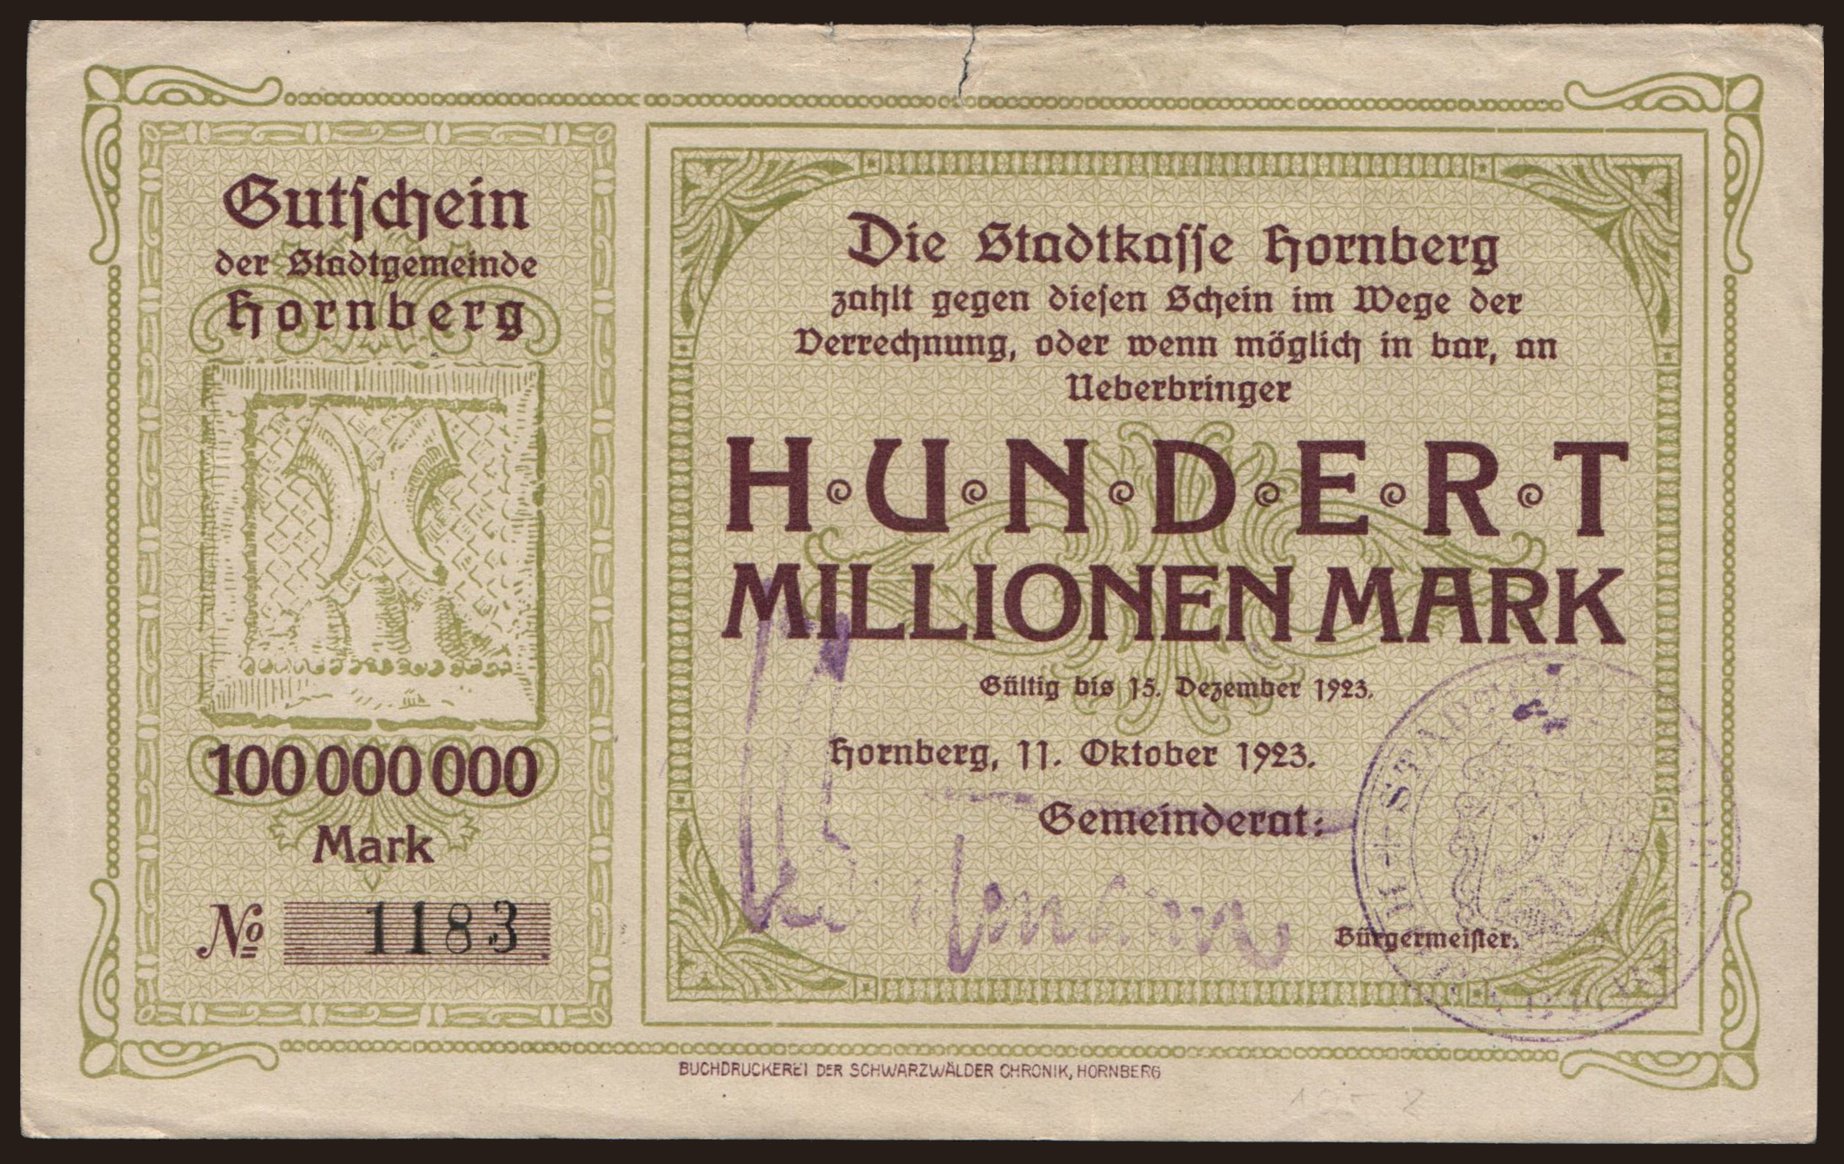 Gutschein
der Stadtgemeinde
Hornberg
100 000 000
Mark
No 1183
Die Stadtkasse Hornberg
zahlt gegen diesen Schein im Wege der
Verrechnung, oder wenn möglich in bar, an
Ueberbringer
HUNDERT
MILLIONEN MARK
Gültig bis 15. Dezember 1923.
Hornberg, 11. Oktober 1923.
Gemeinderat:
Bürgermeister.
BUCHDRUCKEREI DER SCHWARZWÄLDER CHRONIK, HORNBERG